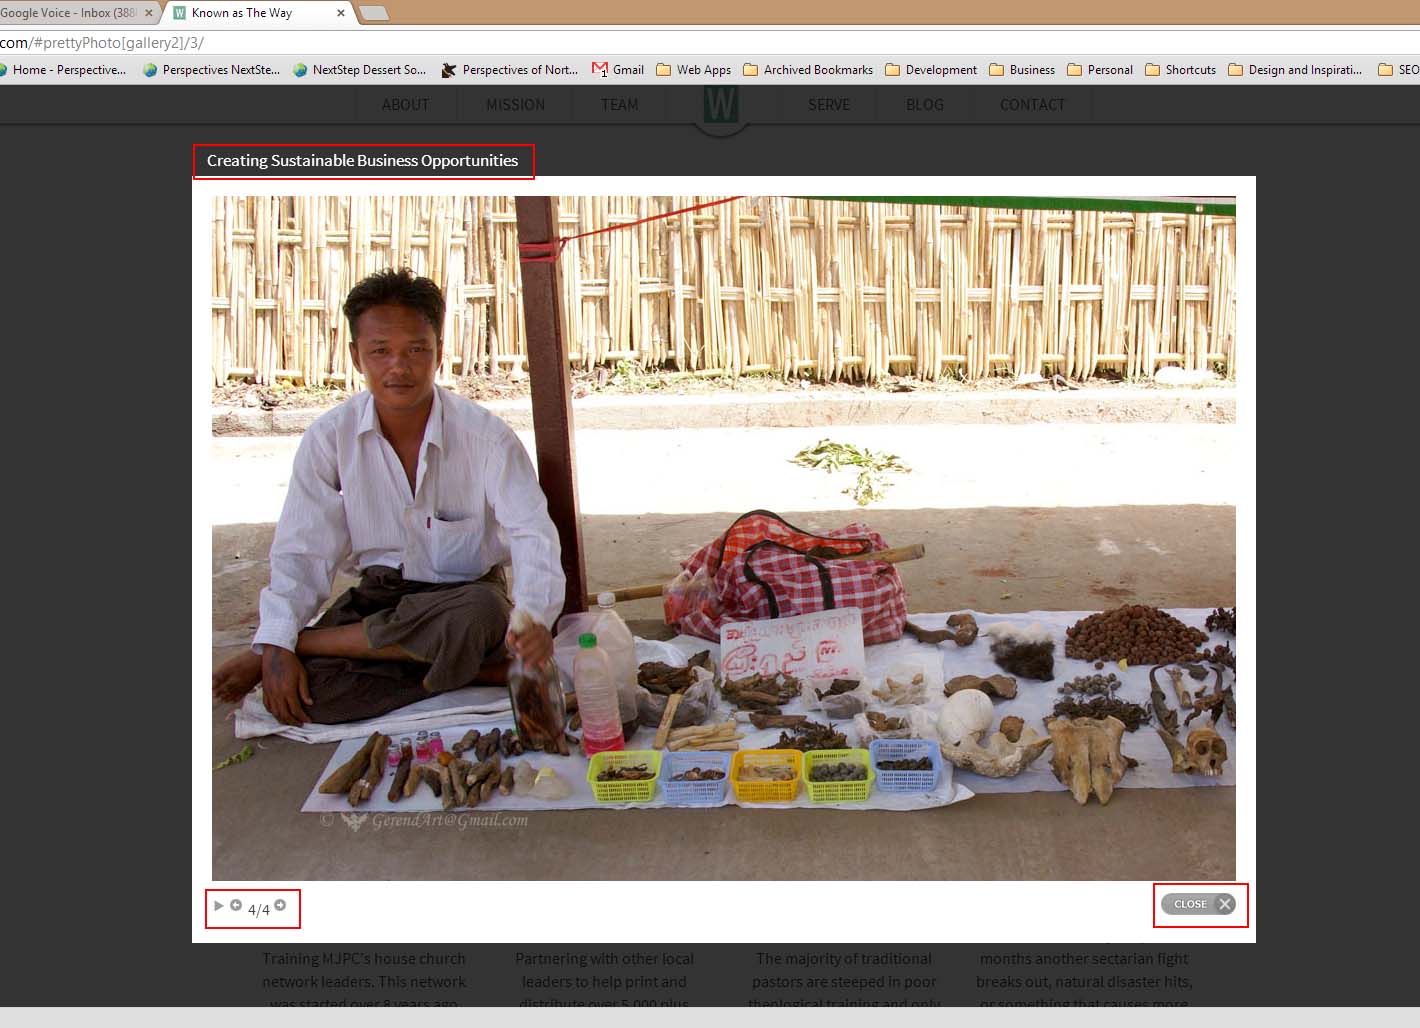 Google Voice - Inbox (388
Known as The Way
com/#prettyPhoto[gallery2]/3/
Home - Perspective...
Perspectives NextSte...
NextStep Dessert So...
Perspectives of Nort...
Gmail
Web Apps
Archived Bookmarks
Development
Business
Personal
Shortcuts
Design and Inspirati...
SEO
ABOUT
MISSION
TEAM
W
SERVE
BLOG
CONTACT
Creating Sustainable Business Opportunities
© GerendArt@Gmail.com
4/4
CLOSE
Training MJPC's house church
network leaders. This network
was started over 8 years ago
Partnering with other local
leaders to help print and
distribute over 5,000 plus
The majority of traditional
pastors are steeped in poor
theological training and only
months another sectarian fight
breaks out, natural disaster hits,
or something that causes more